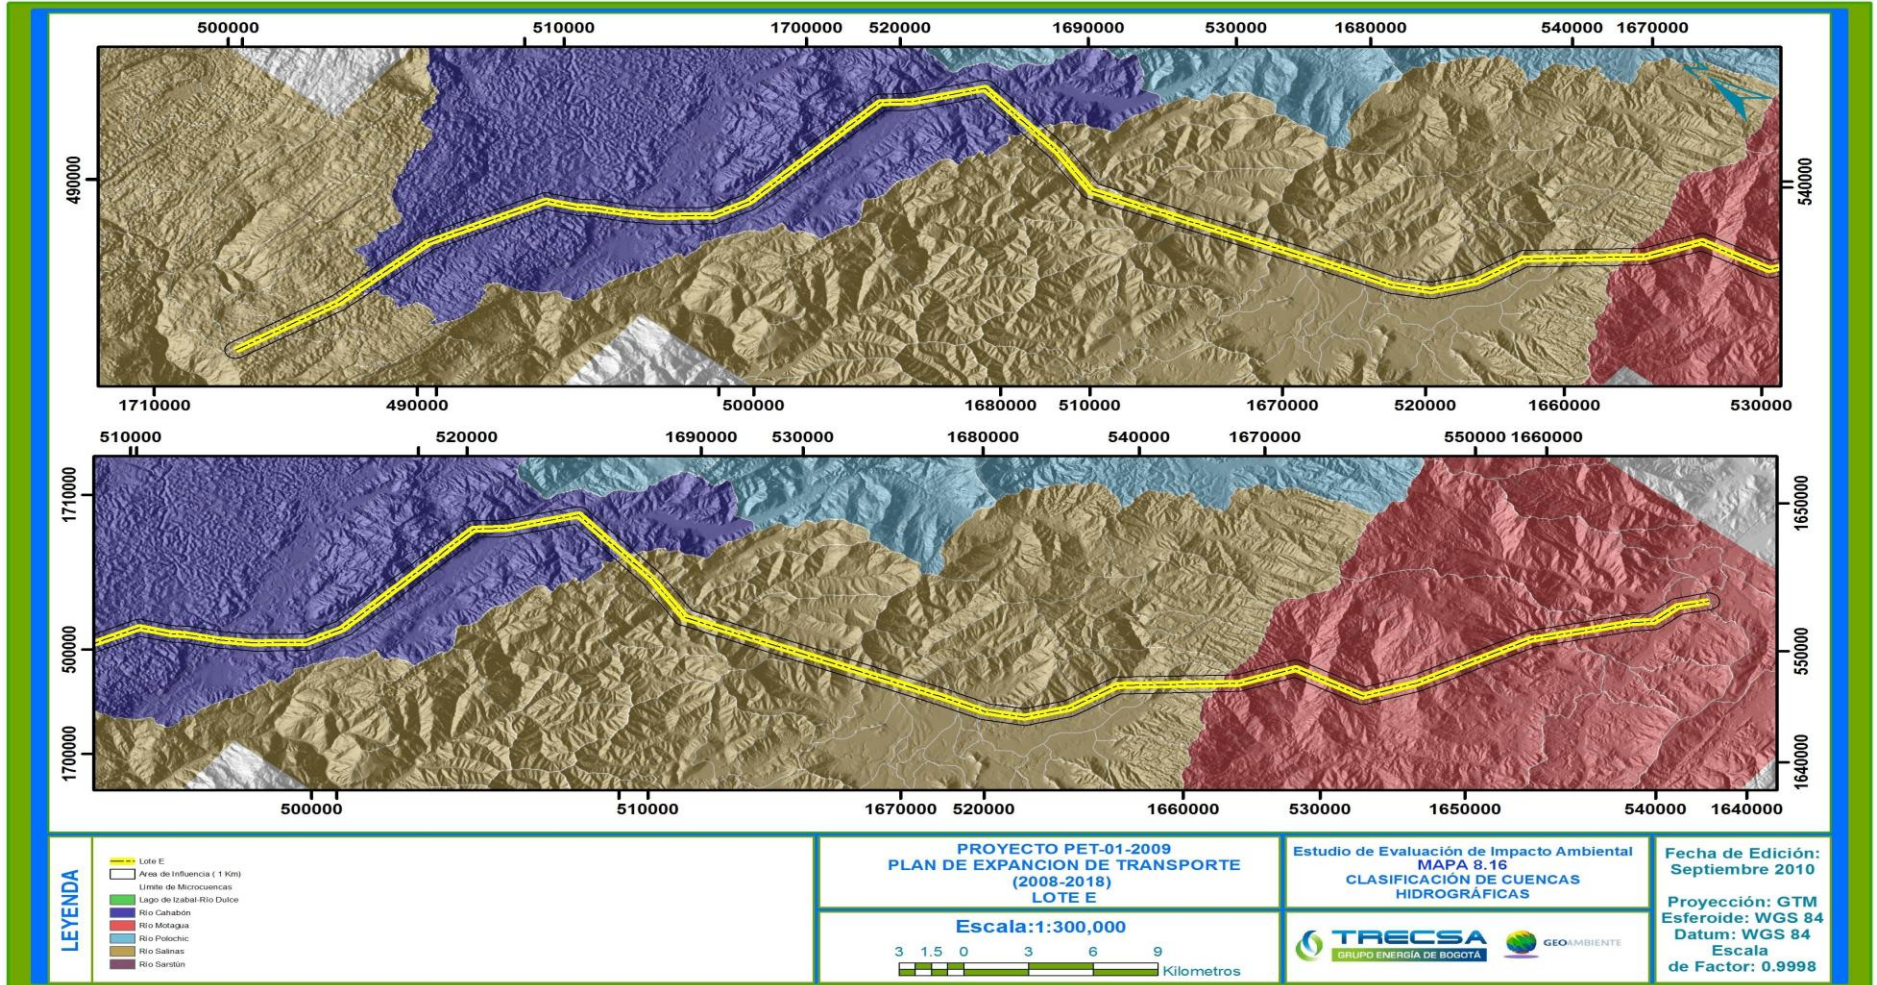 500000 510000 1700000 520000 1690000 530000 1680000 540000 1670000
490000
540000
1710000 490000 500000 1680000 510000 1670000 520000 1660000 530000
510000 520000 1690000 530000 1680000 540000 1670000 550000 1660000
1710000
500000
1700000
1650000
550000
1640000
500000 510000 1670000 520000 1660000 530000 1650000 540000 1640000
LEYENDA
Lote E
Area de Influencia ( 1 Km)
Limite de Microcuencas
Lago de Izabal-Río Dulce
Río Cahabón
Río Motagua
Río Polochic
Río Salinas
Río Sarstún
PROYECTO PET-01-2009
PLAN DE EXPANCION DE TRANSPORTE
(2008-2018)
LOTE E
Escala:1:300,000
3 1.5 0 3 6 9
Kilometros
Estudio de Evaluación de Impacto Ambiental
MAPA 8.16
CLASIFICACIÓN DE CUENCAS
HIDROGRÁFICAS
TRECSA
GRUPO ENERGÍA DE BOGOTÁ
GEOAMBIENTE
Fecha de Edición:
Septiembre 2010
Proyección: GTM
Esferoide: WGS 84
Datum: WGS 84
Escala
de Factor: 0.9998